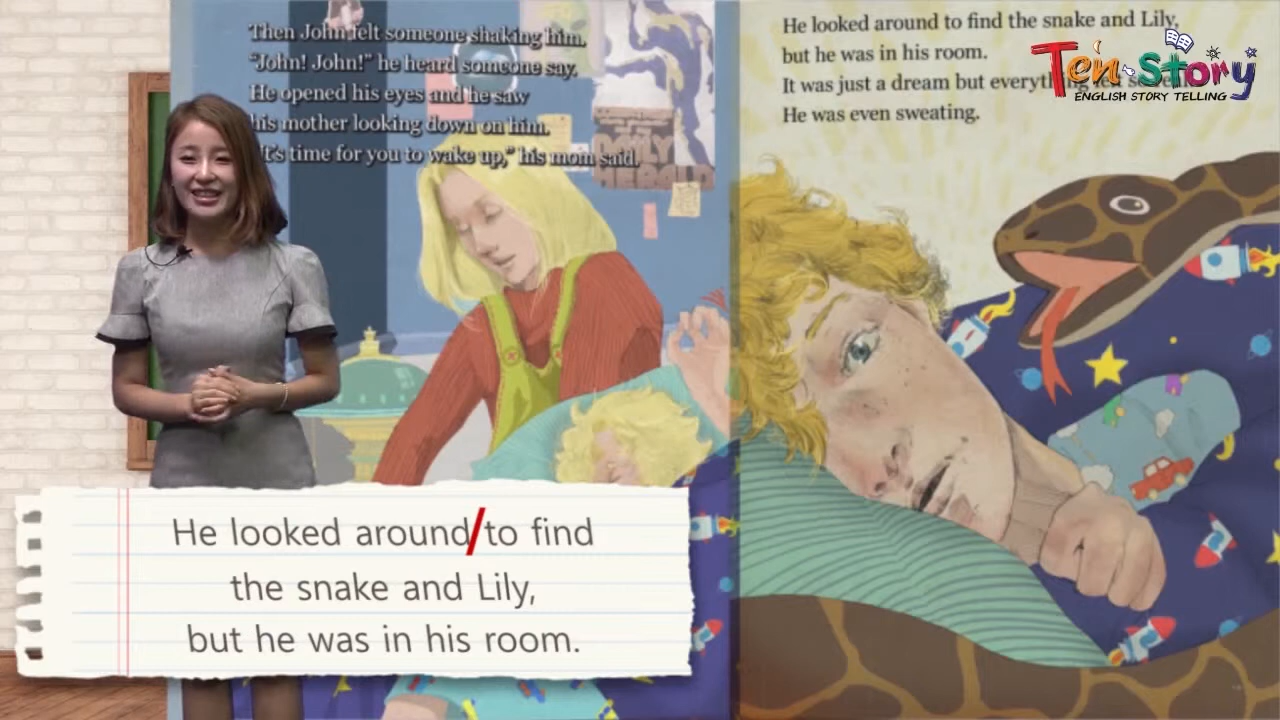 Then John felt someone shaking him.
"John! John!" he heard someone say.
He opened his eyes and he saw
his mother looking down on him.
"It's time for you to wake up," his mom said.
DAILY
HERALD
He looked around to find the snake and Lily,
but he was in his room.
It was just a dream but
He was even sweating.
Ten Story
ENGLISH STORY TELLING
He looked around/to find
the snake and Lily,
but he was in his room.